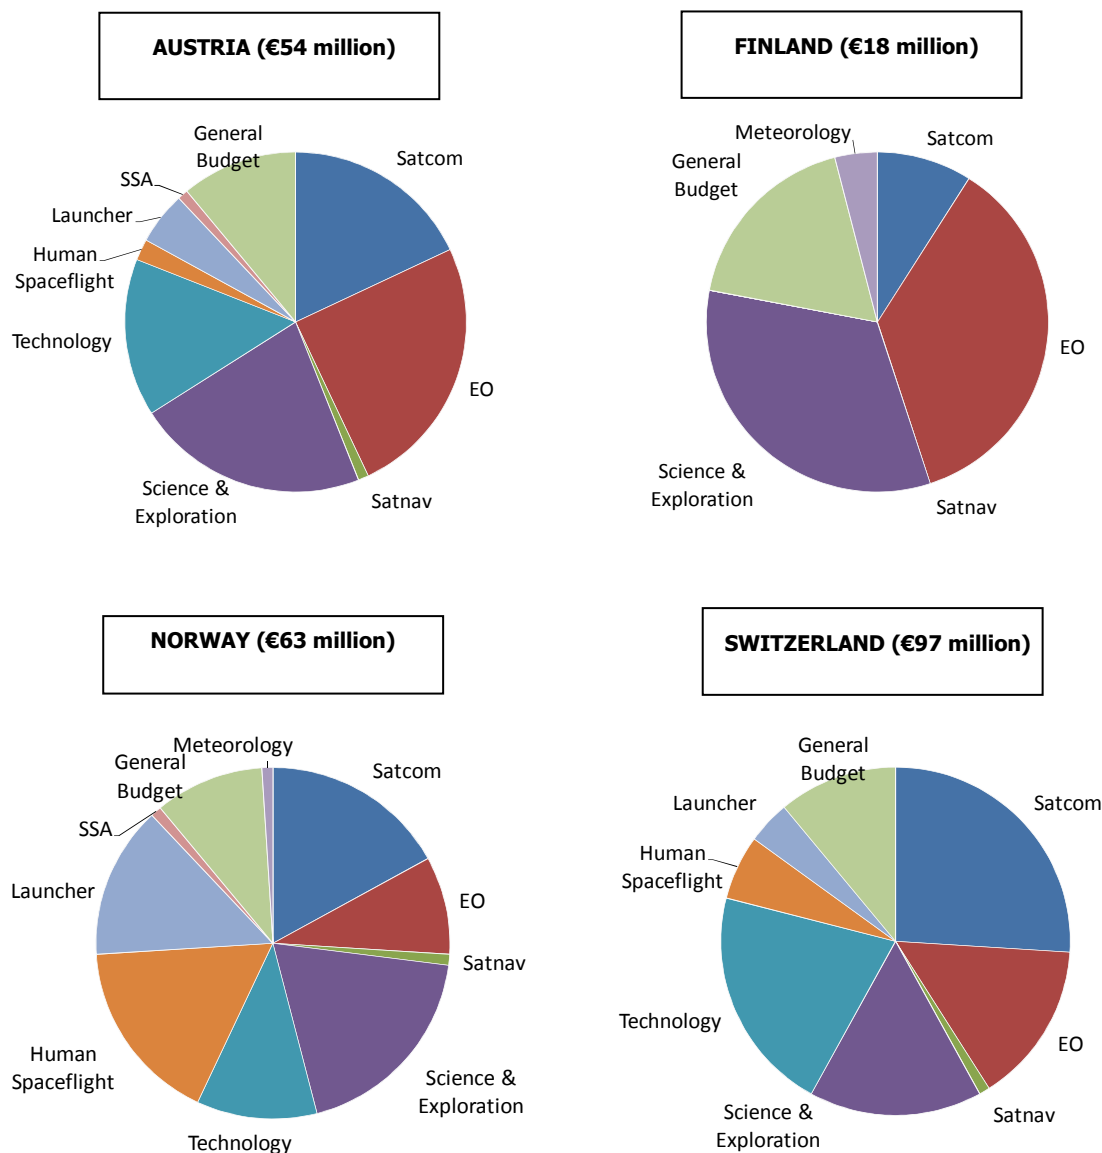 AUSTRIA (€54 million)
General
Budget
Satcom
SSA
Launcher
Human
Spaceflight
Technology
EO
Science &
Exploration
Satnav
FINLAND (€18 million)
Meteorology
Satcom
General
Budget
EO
Science &
Exploration
Satnav
NORWAY (€63 million)
Meteorology
General
Budget
Satcom
SSA
Launcher
EO
Satnav
Human
Spaceflight
Science &
Exploration
Technology
SWITZERLAND (€97 million)
General
Budget
Satcom
Launcher
Human
Spaceflight
Technology
EO
Science &
Exploration
Satnav